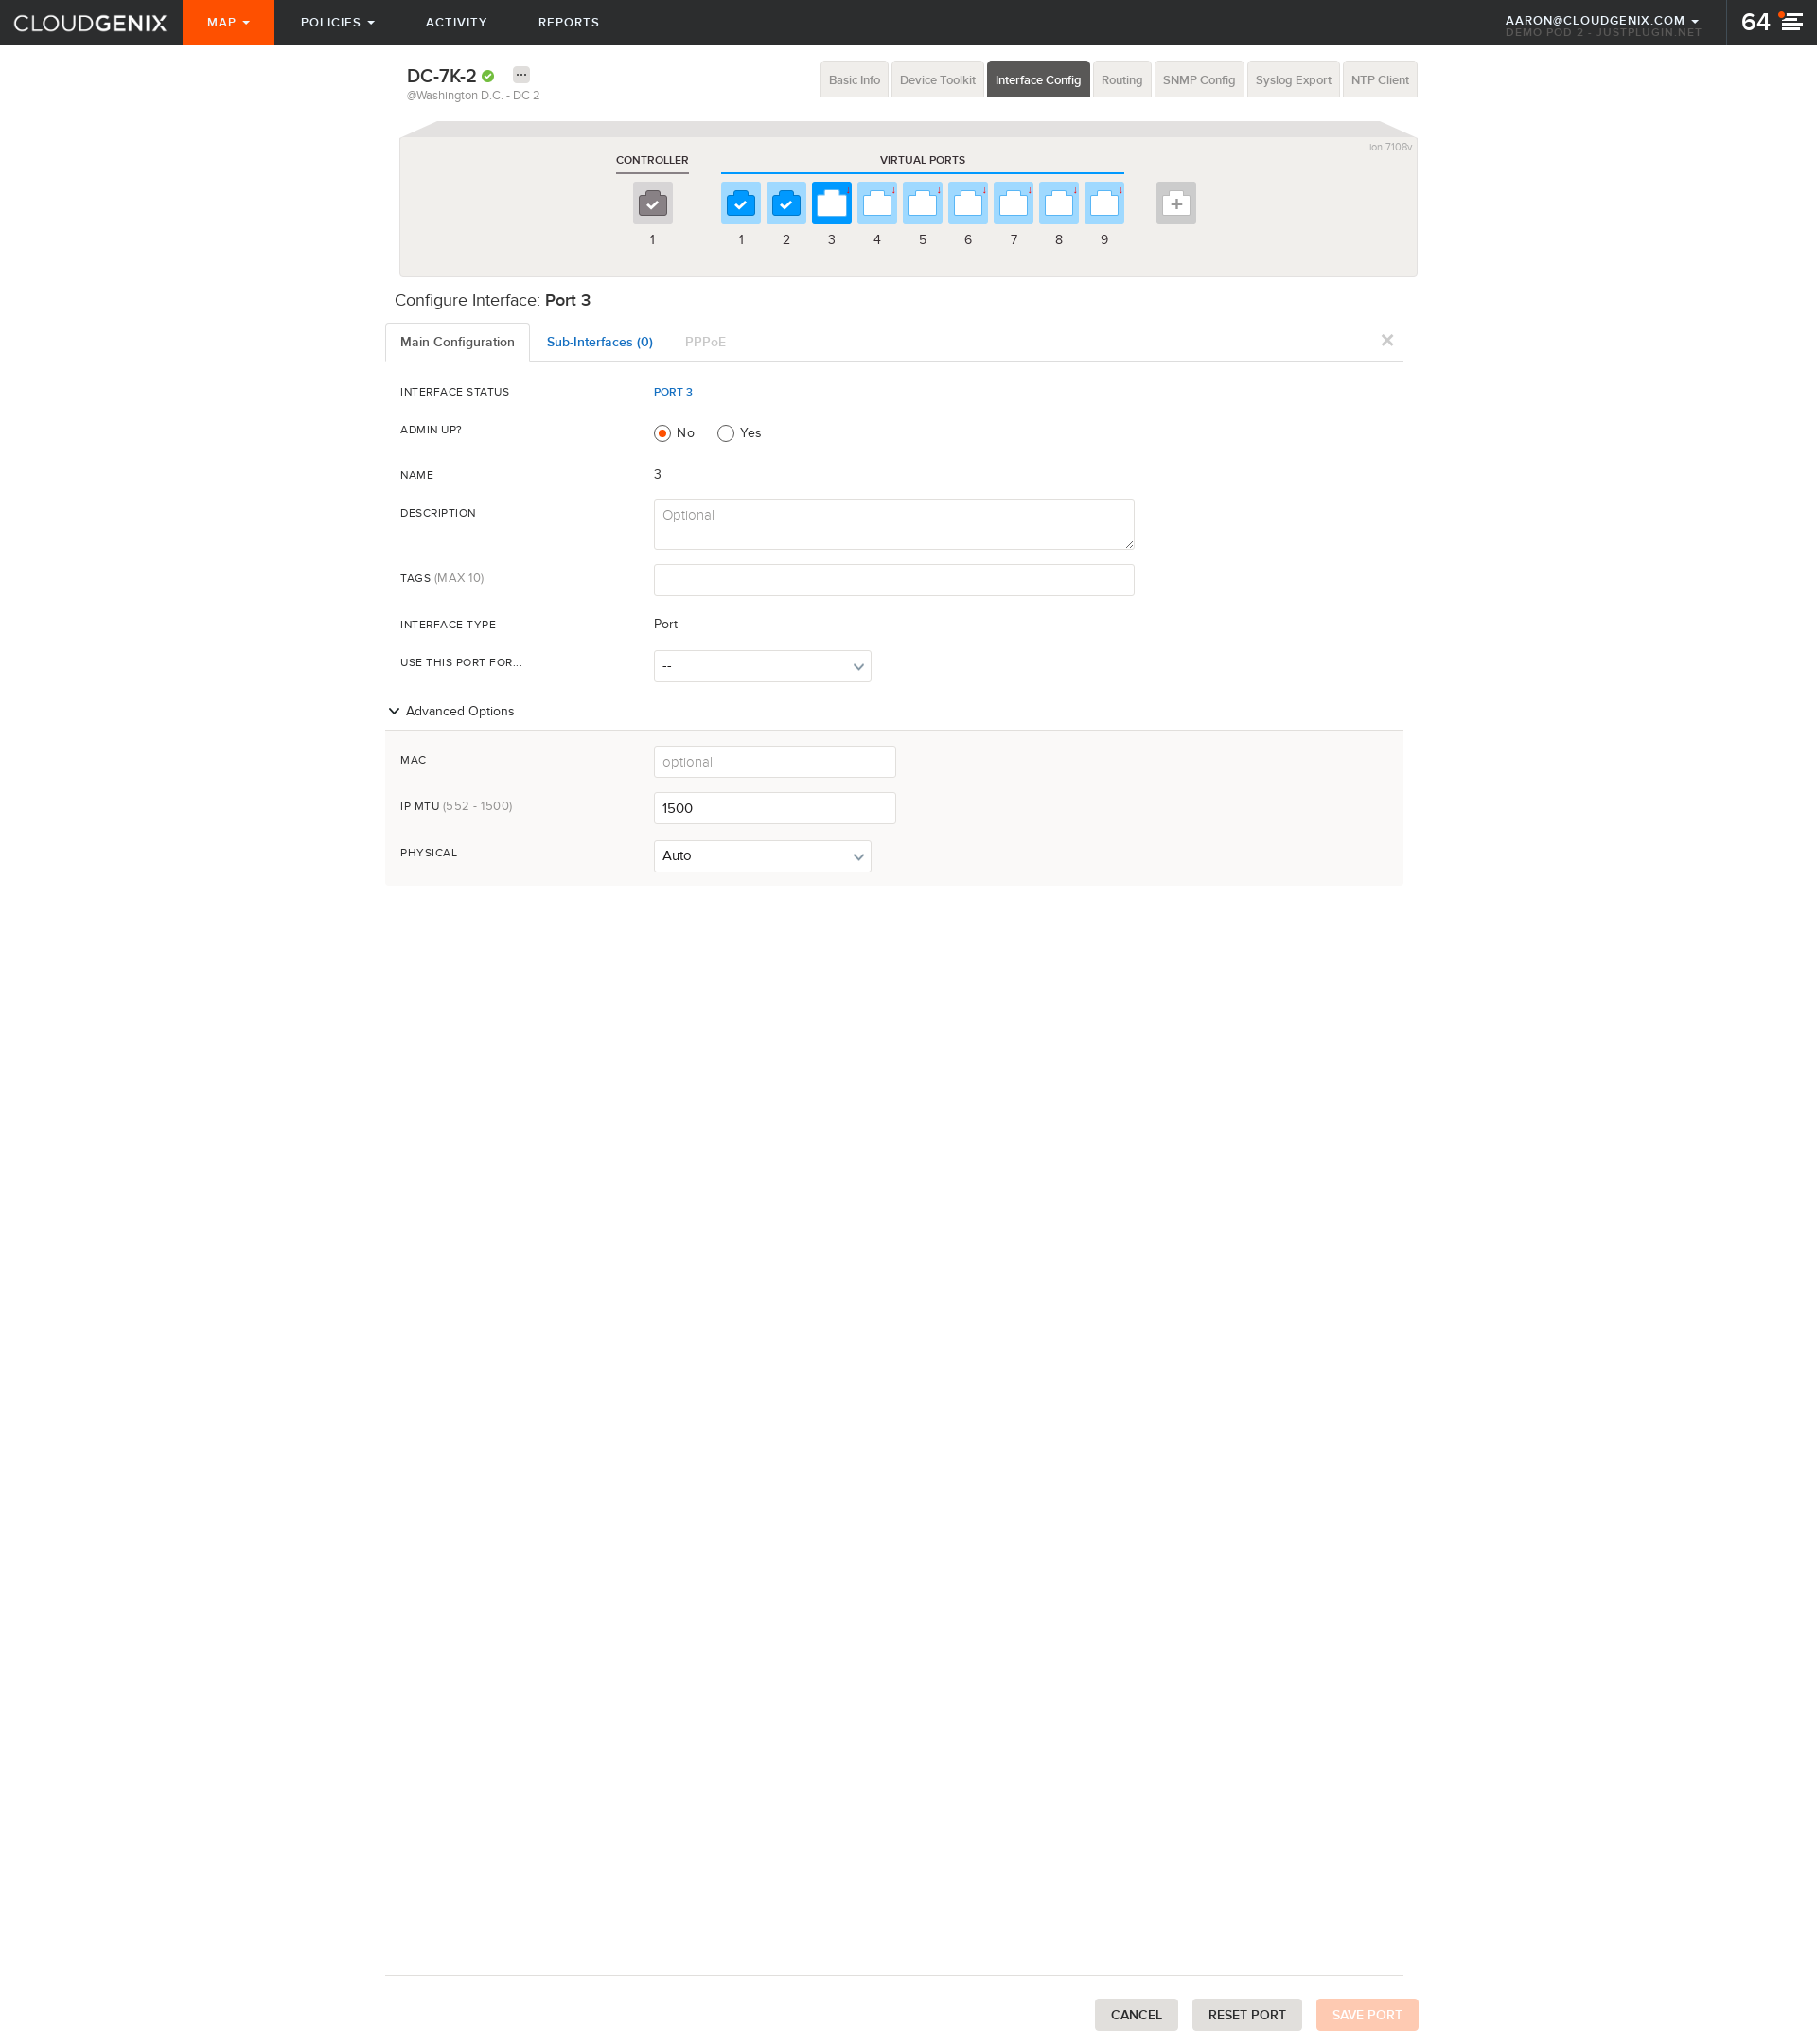 CLOUDGENIX MAP POLICIES ACTIVITY REPORTS AARON@CLOUDGENIX.COM 64
DEMO POD 2 - JUSTPLUGIN.NET
DC-7K-2 ...
@Washington D.C. - DC 2
Basic Info Device Toolkit Interface Config Routing SNMP Config Syslog Export NTP Client
ion 7108v
CONTROLLER VIRTUAL PORTS
1 1 2 3 4 5 6 7 8 9
Configure Interface: Port 3
Main Configuration Sub-Interfaces (0) PPPoE
INTERFACE STATUS PORT 3
ADMIN UP? No Yes
NAME 3
DESCRIPTION Optional
TAGS (MAX 10)
INTERFACE TYPE Port
USE THIS PORT FOR... --
Advanced Options
MAC optional
IP MTU (552 - 1500) 1500
PHYSICAL Auto
CANCEL RESET PORT SAVE PORT